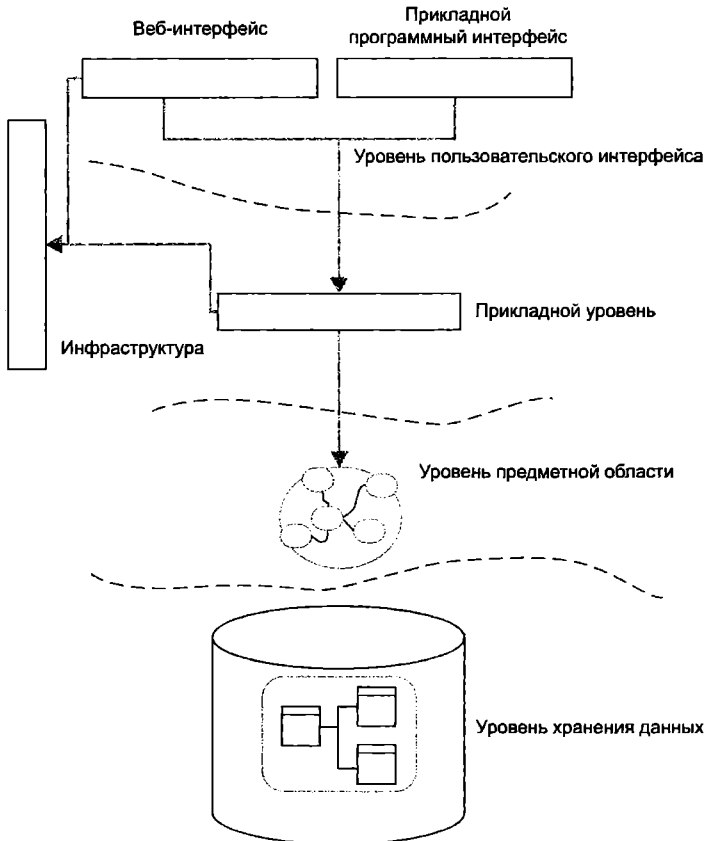 Веб-интерфейс
Прикладной
программный интерфейс
Уровень пользовательского интерфейса
Прикладной уровень
Инфраструктура
Уровень предметной области
Уровень хранения данных